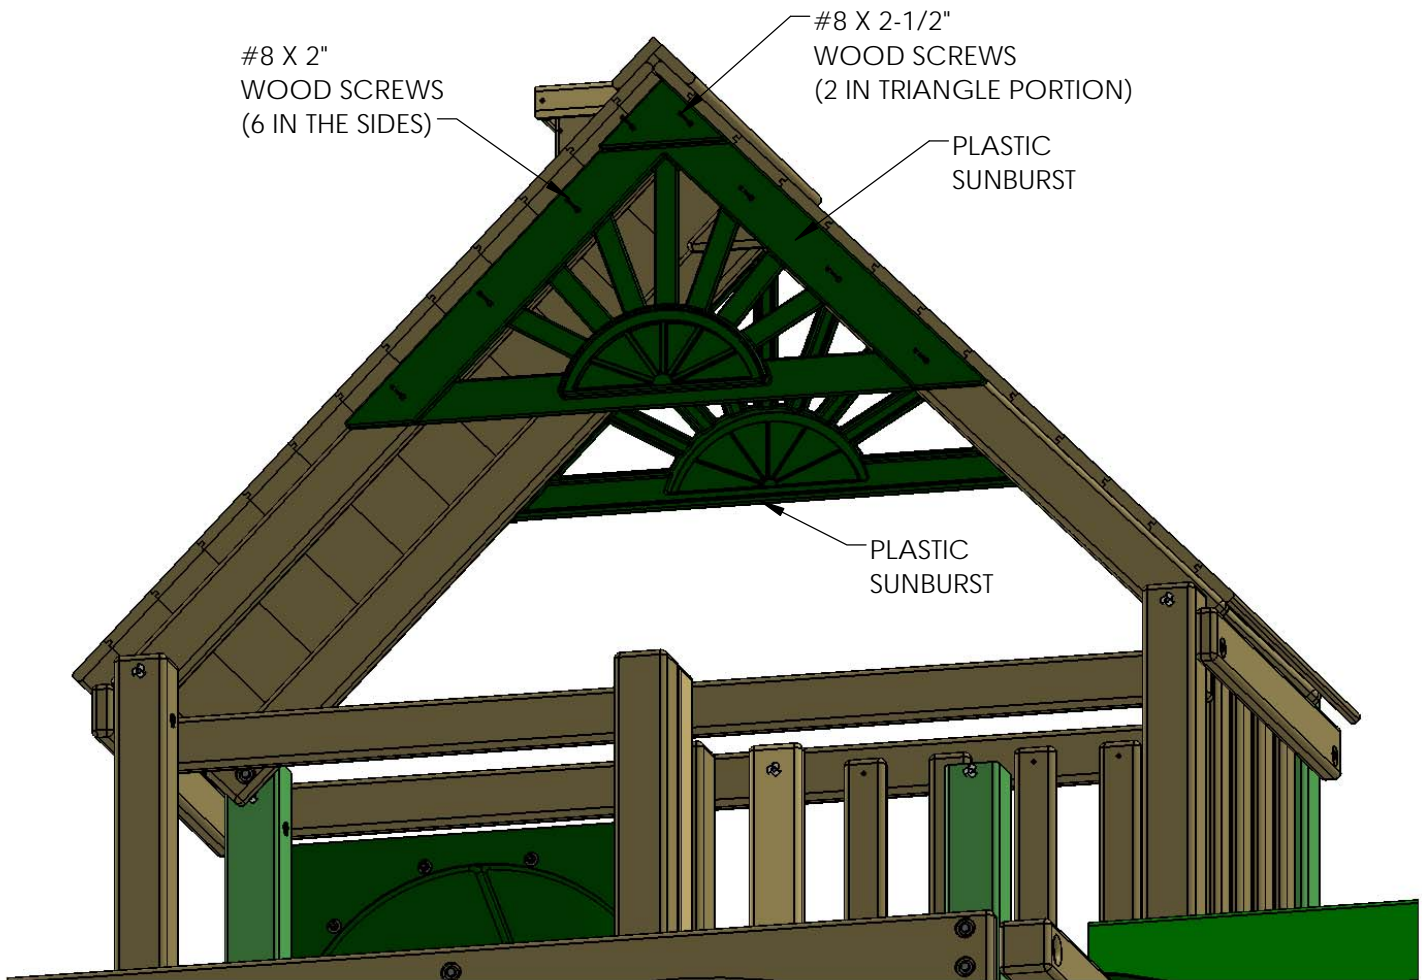 #8 X 2"
WOOD SCREWS
(6 IN THE SIDES)
#8 X 2-1/2"
WOOD SCREWS
(2 IN TRIANGLE PORTION)
PLASTIC
SUNBURST
PLASTIC
SUNBURST